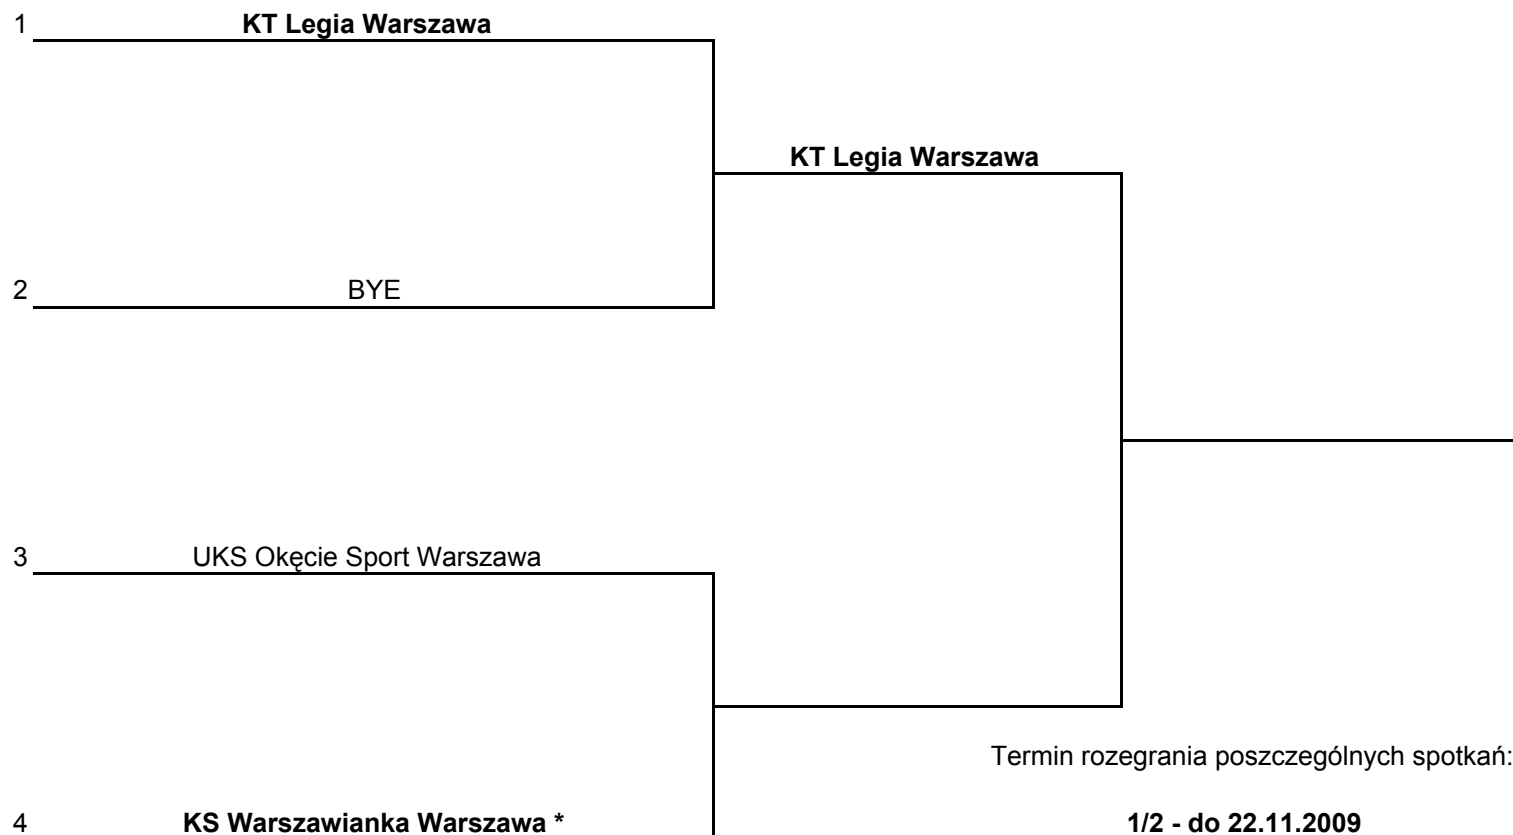 1 KT Legia Warszawa
KT Legia Warszawa
2 BYE
3 UKS Okęcie Sport Warszawa
Termin rozegrania poszczególnych spotkań:
4 KS Warszawianka Warszawa *
1/2 - do 22.11.2009